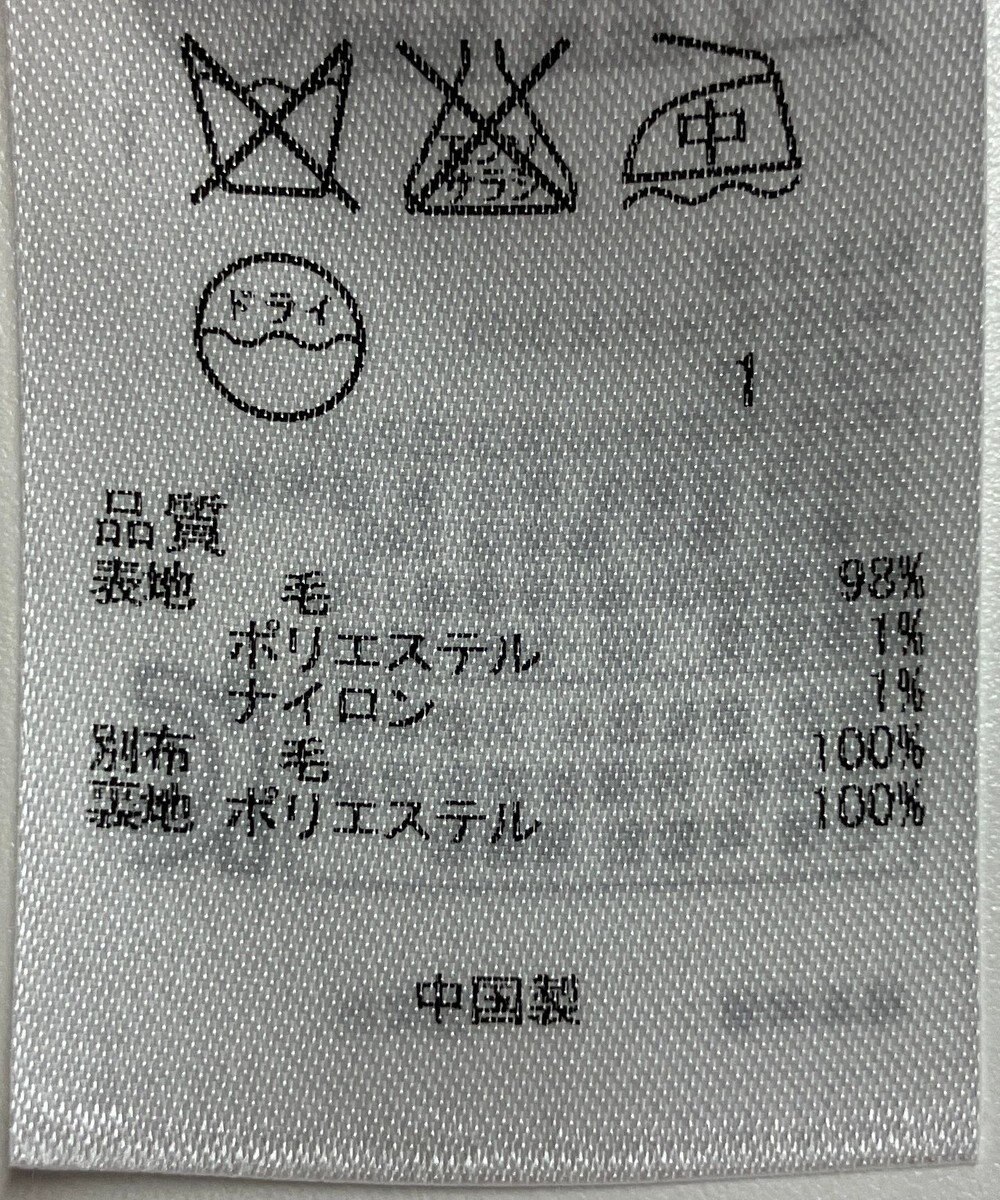 エンソ
サラシ
中
ドライ
1
品質
表地 毛 98%
ポリエステル 1%
ナイロン 1%
別布 毛 100%
裏地 ポリエステル 100%
中国製